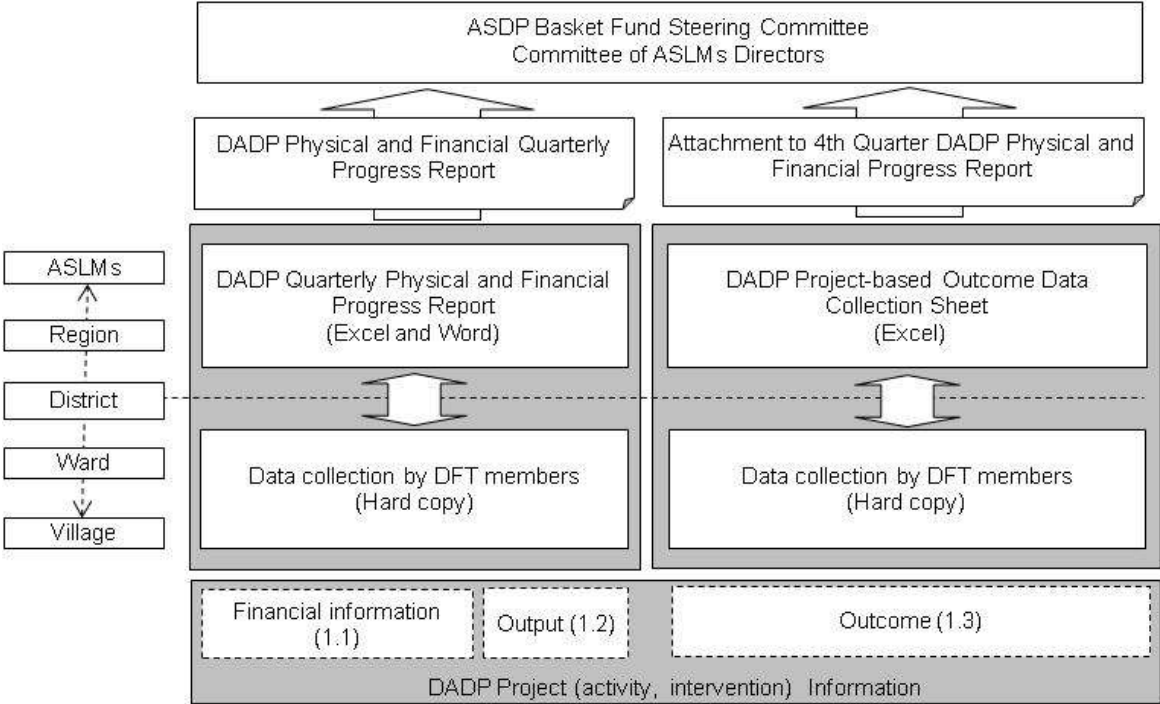 ASDP Basket Fund Steering Committee
Committee of ASLMs Directors
DADP Physical and Financial Quarterly
Progress Report
Attachment to 4th Quarter DADP Physical and
Financial Progress Report
ASLMs
Region
District
Ward
Village
DADP Quarterly Physical and Financial
Progress Report
(Excel and Word)
DADP Project-based Outcome Data
Collection Sheet
(Excel)
Data collection by DFT members
(Hard copy)
Data collection by DFT members
(Hard copy)
Financial information
(1.1)
Output (1.2)
Outcome (1.3)
DADP Project (activity, intervention) Information